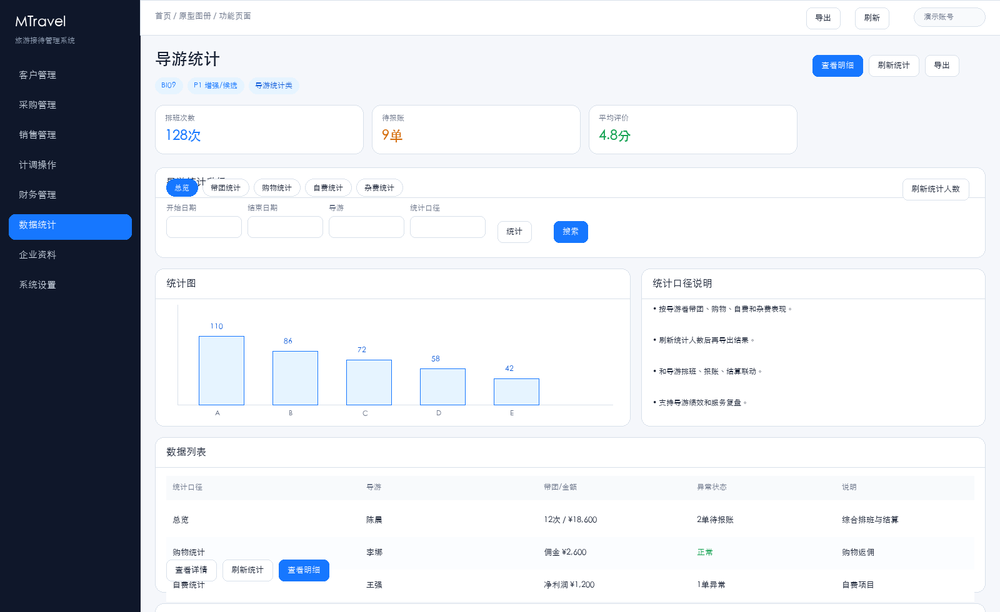 MTravel
旅游接待管理系统
客户管理
采购管理
销售管理
计调操作
财务管理
数据统计
企业资料
系统设置
首页 / 原型图册 / 功能页面
导出
刷新
演示账号
导游统计
查看明细
刷新统计
导出
BI09
P1 增强/候选
导游统计类
排班次数
128次
待报账
9单
平均评价
4.8分
总览
带团统计
购物统计
自费统计
杂费统计
刷新统计人数
开始日期
结束日期
导游
统计口径
统计
搜索
统计图
110
86
72
58
42
A
B
C
D
E
统计口径说明
• 按导游看带团、购物、自费和杂费表现。
• 刷新统计人数后再导出结果。
• 和导游排班、报账、结算联动。
• 支持导游绩效和服务复盘。
数据列表
统计口径 导游 带团/金额 异常状态 说明
总览 陈晨 12次 / ¥18,600 2单待报账 综合排班与结算
购物统计 李娜 佣金 ¥2,600 正常 购物返佣
查看详情
刷新统计
查看明细
自费统计 王强 净利润 ¥1,200 1单异常 自费项目